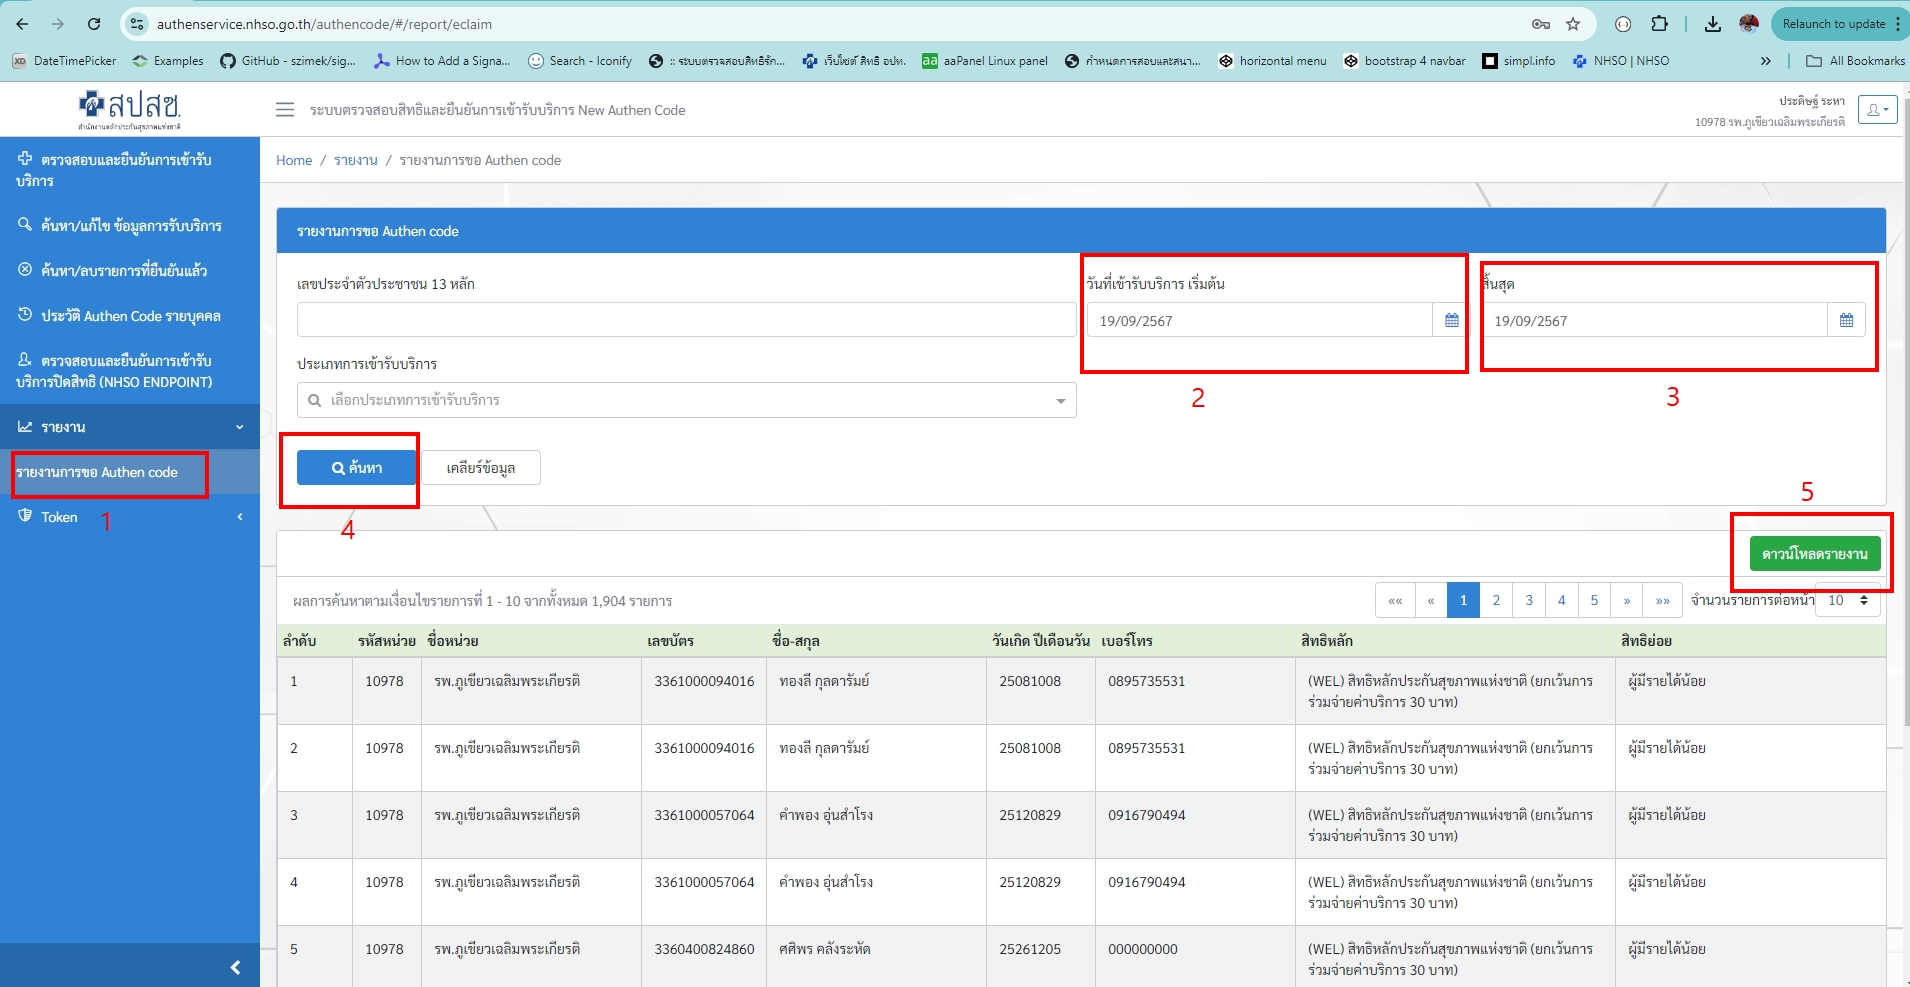 authenservice.nhso.go.th/authencode/#/report/eclaim
Relaunch to update
DateTimePicker
Examples
GitHub - szimek/sig...
How to Add a Signa...
Search - Iconify
:: ระบบตรวจสอบสิทธิรัก...
เว็บไซต์ สิทธิ อปท.
aa
aaPanel Linux panel
กำหนดการสอบและสนา...
horizontal menu
bootstrap 4 navbar
simpl.info
NHSO | NHSO
»
All Bookmarks
สปสช.
สำนักงานหลักประกันสุขภาพแห่งชาติ
ระบบตรวจสอบสิทธิและยืนยันการเข้ารับบริการ New Authen Code
ประดิษฐ์ ระหา
10978 รพ.ภูเขียวเฉลิมพระเกียรติ
ตรวจสอบและยืนยันการเข้ารับ
บริการ
ค้นหา/แก้ไข ข้อมูลการรับบริการ
ค้นหา/ลบรายการที่ยืนยันแล้ว
ประวัติ Authen Code รายบุคคล
ตรวจสอบและยืนยันการเข้ารับ
บริการปิดสิทธิ (NHSO ENDPOINT)
รายงาน
รายงานการขอ Authen code
Token
1
Home / รายงาน / รายงานการขอ Authen code
รายงานการขอ Authen code
เลขประจำตัวประชาชน 13 หลัก
วันที่เข้ารับบริการ เริ่มต้น
สิ้นสุด
19/09/2567
19/09/2567
ประเภทการเข้ารับบริการ
เลือกประเภทการเข้ารับบริการ
2
3
ค้นหา
เคลียร์ข้อมูล
4
5
ดาวน์โหลดรายงาน
ผลการค้นหาตามเงื่อนไขรายการที่ 1 - 10 จากทั้งหมด 1,904 รายการ
«« « 1 2 3 4 5 » »» จำนวนรายการต่อหน้า 10
ลำดับ รหัสหน่วย ชื่อหน่วย เลขบัตร ชื่อ-สกุล วันเกิด ปีเดือนวัน เบอร์โทร สิทธิหลัก สิทธิย่อย
1 10978 รพ.ภูเขียวเฉลิมพระเกียรติ 3361000094016 ทองลี กุลดารัมย์ 25081008 0895735531 (WEL) สิทธิหลักประกันสุขภาพแห่งชาติ (ยกเว้นการ ผู้มีรายได้น้อย
ร่วมจ่ายค่าบริการ 30 บาท)
2 10978 รพ.ภูเขียวเฉลิมพระเกียรติ 3361000094016 ทองลี กุลดารัมย์ 25081008 0895735531 (WEL) สิทธิหลักประกันสุขภาพแห่งชาติ (ยกเว้นการ ผู้มีรายได้น้อย
ร่วมจ่ายค่าบริการ 30 บาท)
3 10978 รพ.ภูเขียวเฉลิมพระเกียรติ 3361000057064 คำพอง อุ่นสำโรง 25120829 0916790494 (WEL) สิทธิหลักประกันสุขภาพแห่งชาติ (ยกเว้นการ ผู้มีรายได้น้อย
ร่วมจ่ายค่าบริการ 30 บาท)
4 10978 รพ.ภูเขียวเฉลิมพระเกียรติ 3361000057064 คำพอง อุ่นสำโรง 25120829 0916790494 (WEL) สิทธิหลักประกันสุขภาพแห่งชาติ (ยกเว้นการ ผู้มีรายได้น้อย
ร่วมจ่ายค่าบริการ 30 บาท)
5 10978 รพ.ภูเขียวเฉลิมพระเกียรติ 3360400824860 ศศิพร คลังระหัด 25261205 000000000 (WEL) สิทธิหลักประกันสุขภาพแห่งชาติ (ยกเว้นการ ผู้มีรายได้น้อย
ร่วมจ่ายค่าบริการ 30 บาท)